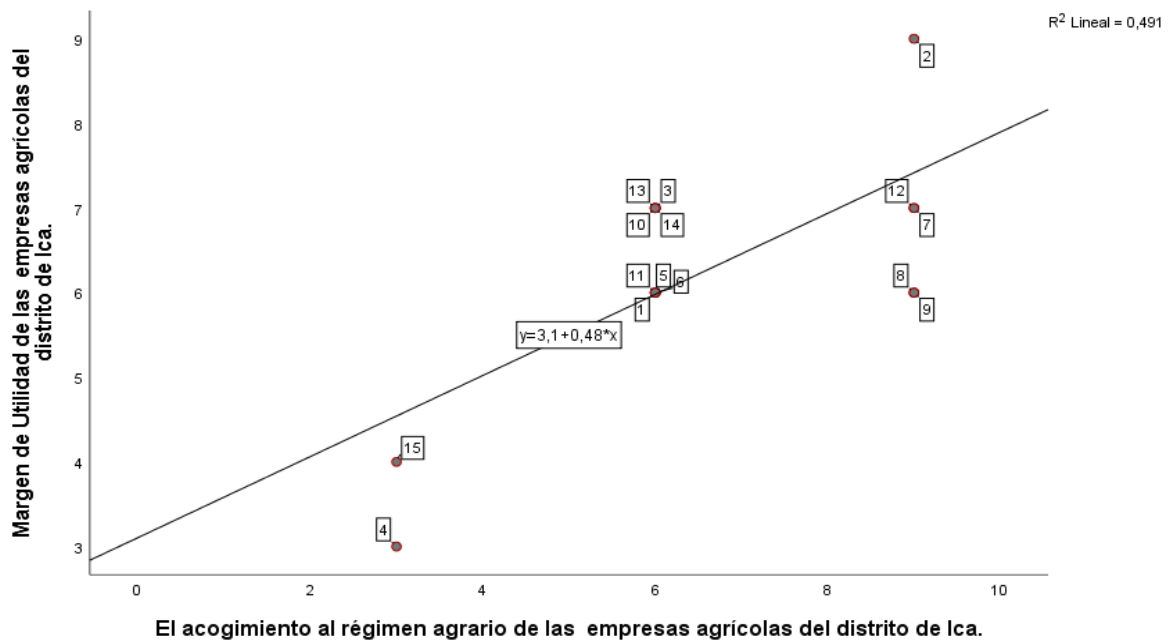 R² Lineal = 0,491
Margen de Utilidad de las empresas agrícolas del
distrito de Ica.
9
8
7
6
5
4
3
2
13 3
12
10 14
7
11 5 6
8
1
9
y=3,1+0,48*x
15
4
0 2 4 6 8 10
El acogimiento al régimen agrario de las empresas agrícolas del distrito de Ica.